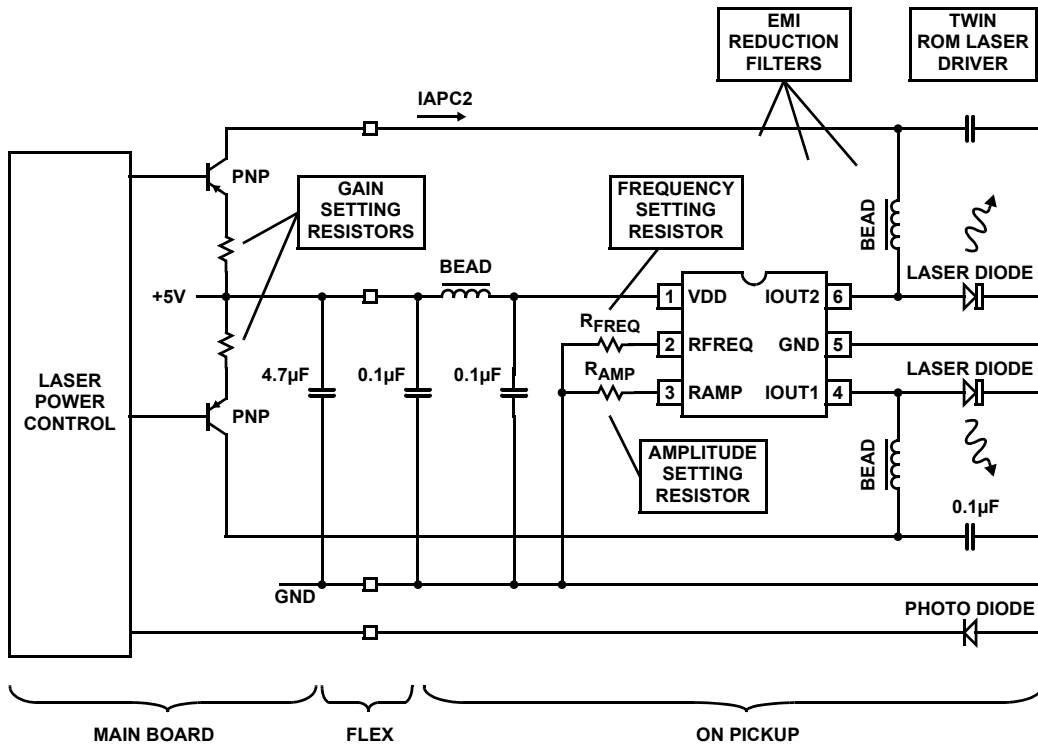 EMI
REDUCTION
FILTERS
TWIN
ROM LASER
DRIVER
IAPC2
PNP
GAIN
SETTING
RESISTORS
FREQUENCY
SETTING
RESISTOR
BEAD
BEAD
LASER DIODE
+5V
1 VDD IOUT2 6
RFREQ
2 RFREQ GND 5
LASER POWER CONTROL
4.7µF
0.1µF
0.1µF
RAMP
3 RAMP IOUT1 4
LASER DIODE
PNP
AMPLITUDE
SETTING
RESISTOR
BEAD
0.1µF
GND
PHOTO DIODE
MAIN BOARD
FLEX
ON PICKUP